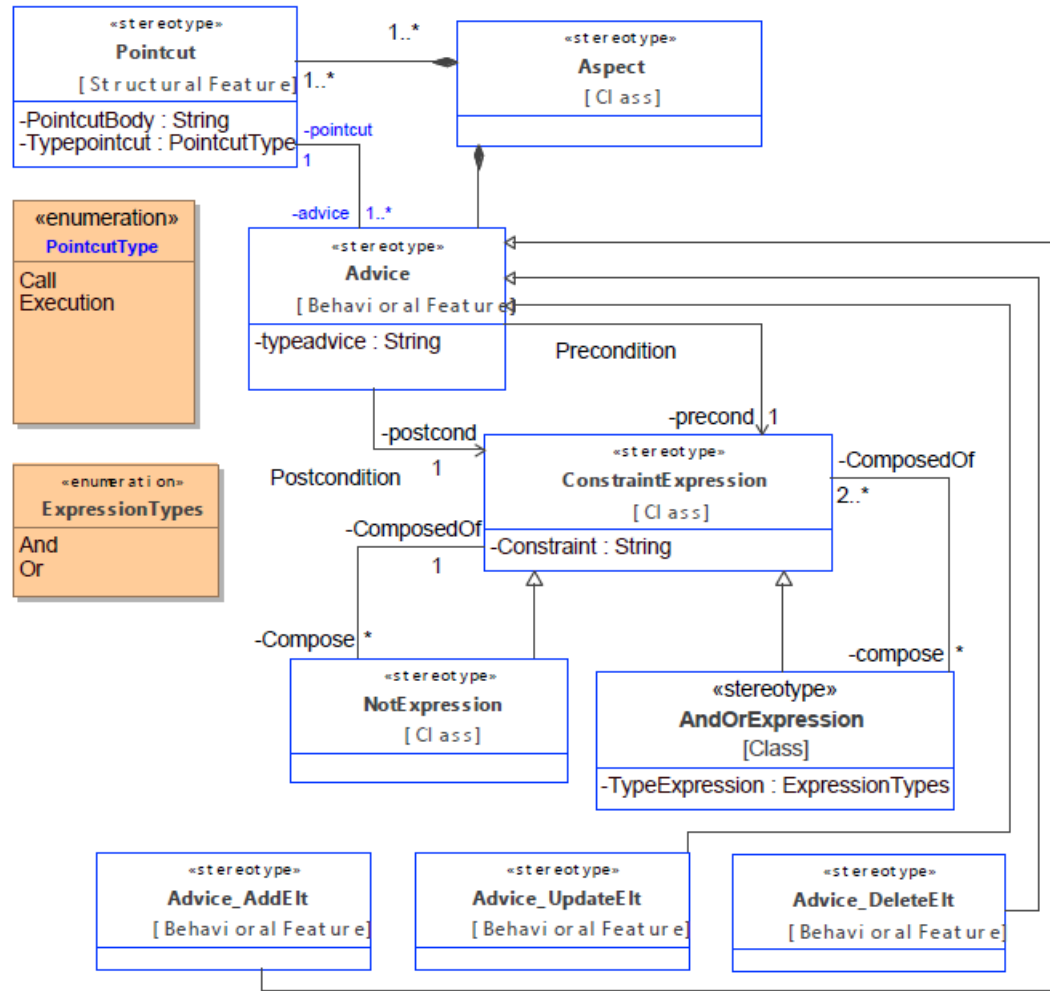 «stereotype»
Pointcut
[Structural Feature]
-PointcutBody : String
-Typepointcut : PointcutType
1..*
1..*
«stereotype»
Aspect
[Class]
-pointcut
1
-advice 1..*
«enumeration»
PointcutType
Call
Execution
«stereotype»
Advice
[Behavioral Feature]
-typeadvice : String
Precondition
-precond 1
-postcond
1
Postcondition
«enumeration»
ExpressionTypes
And
Or
«stereotype»
ConstraintExpression
[Class]
-Constraint : String
-ComposedOf
2..*
-ComposedOf
1
-Compose *
-compose *
«stereotype»
NotExpression
[Class]
«stereotype»
AndOrExpression
[Class]
-TypeExpression : ExpressionTypes
«stereotype»
Advice_AddElt
[Behavioral Feature]
«stereotype»
Advice_UpdateElt
[Behavioral Feature]
«stereotype»
Advice_DeleteElt
[Behavioral Feature]